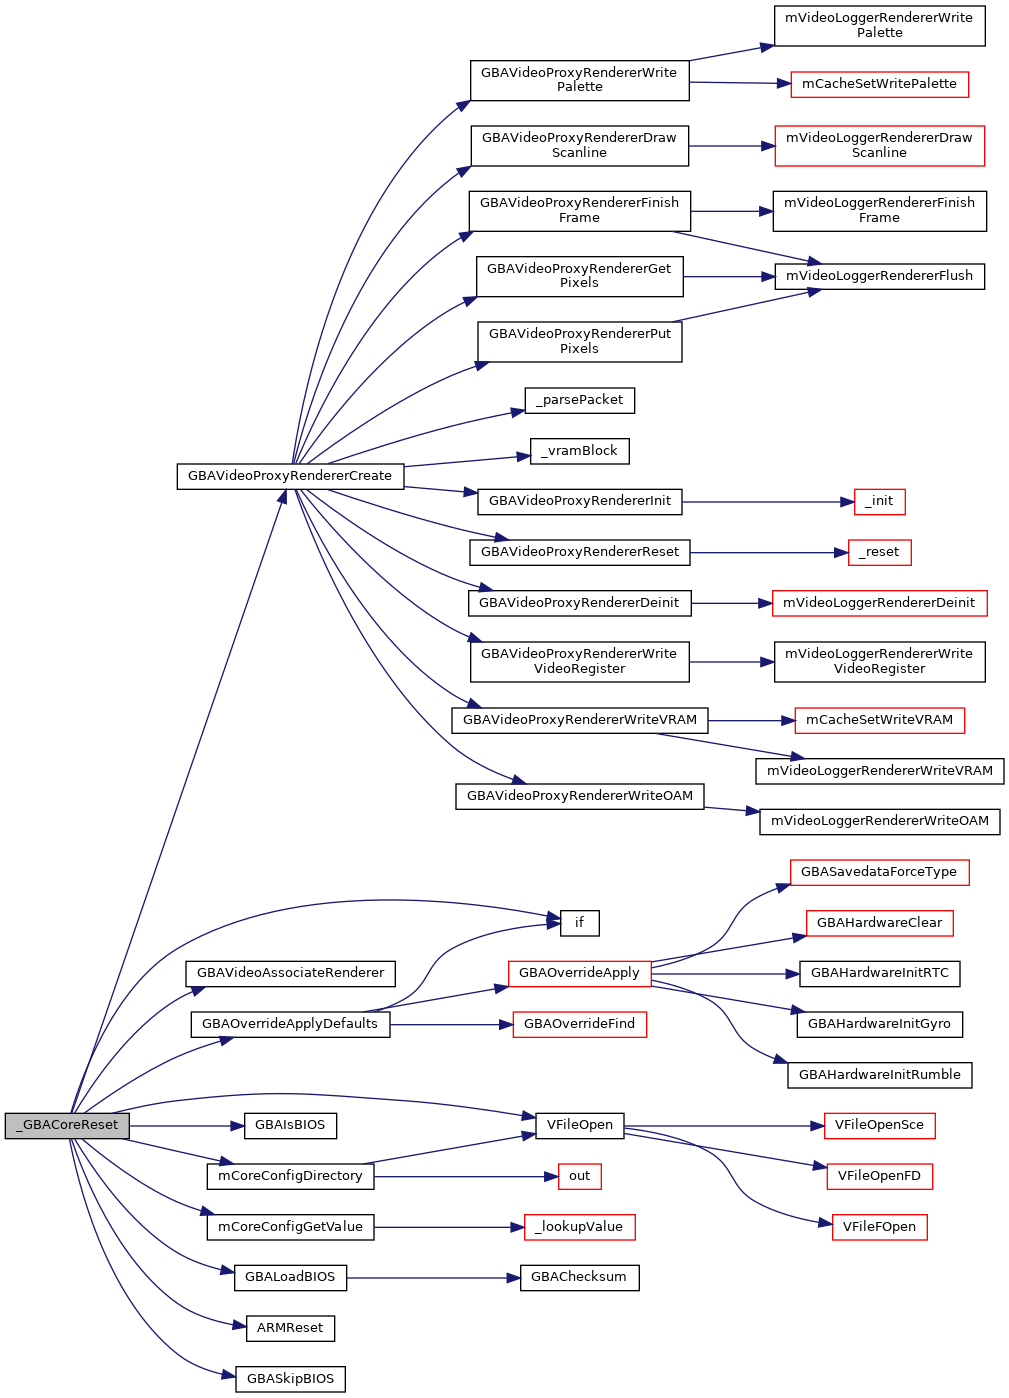 mVideoLoggerRendererWrite
Palette
GBAVideoProxyRendererWrite
Palette
mCacheSetWritePalette
GBAVideoProxyRendererDraw
Scanline
mVideoLoggerRendererDraw
Scanline
GBAVideoProxyRendererFinish
Frame
mVideoLoggerRendererFinish
Frame
GBAVideoProxyRendererGet
Pixels
mVideoLoggerRendererFlush
GBAVideoProxyRendererPut
Pixels
_parsePacket
_vramBlock
GBAVideoProxyRendererCreate
GBAVideoProxyRendererInit
_init
GBAVideoProxyRendererReset
_reset
GBAVideoProxyRendererDeinit
mVideoLoggerRendererDeinit
GBAVideoProxyRendererWrite
VideoRegister
mVideoLoggerRendererWrite
VideoRegister
GBAVideoProxyRendererWriteVRAM
mCacheSetWriteVRAM
mVideoLoggerRendererWriteVRAM
GBAVideoProxyRendererWriteOAM
mVideoLoggerRendererWriteOAM
GBASavedataForceType
if
GBAHardwareClear
GBAVideoAssociateRenderer
GBAOverrideApply
GBAHardwareInitRTC
GBAOverrideApplyDefaults
GBAOverrideFind
GBAHardwareInitGyro
GBAHardwareInitRumble
_GBACoreReset
GBAIsBIOS
VFileOpen
VFileOpenSce
mCoreConfigDirectory
out
VFileOpenFD
mCoreConfigGetValue
_lookupValue
VFileFOpen
GBALoadBIOS
GBAChecksum
ARMReset
GBASkipBIOS